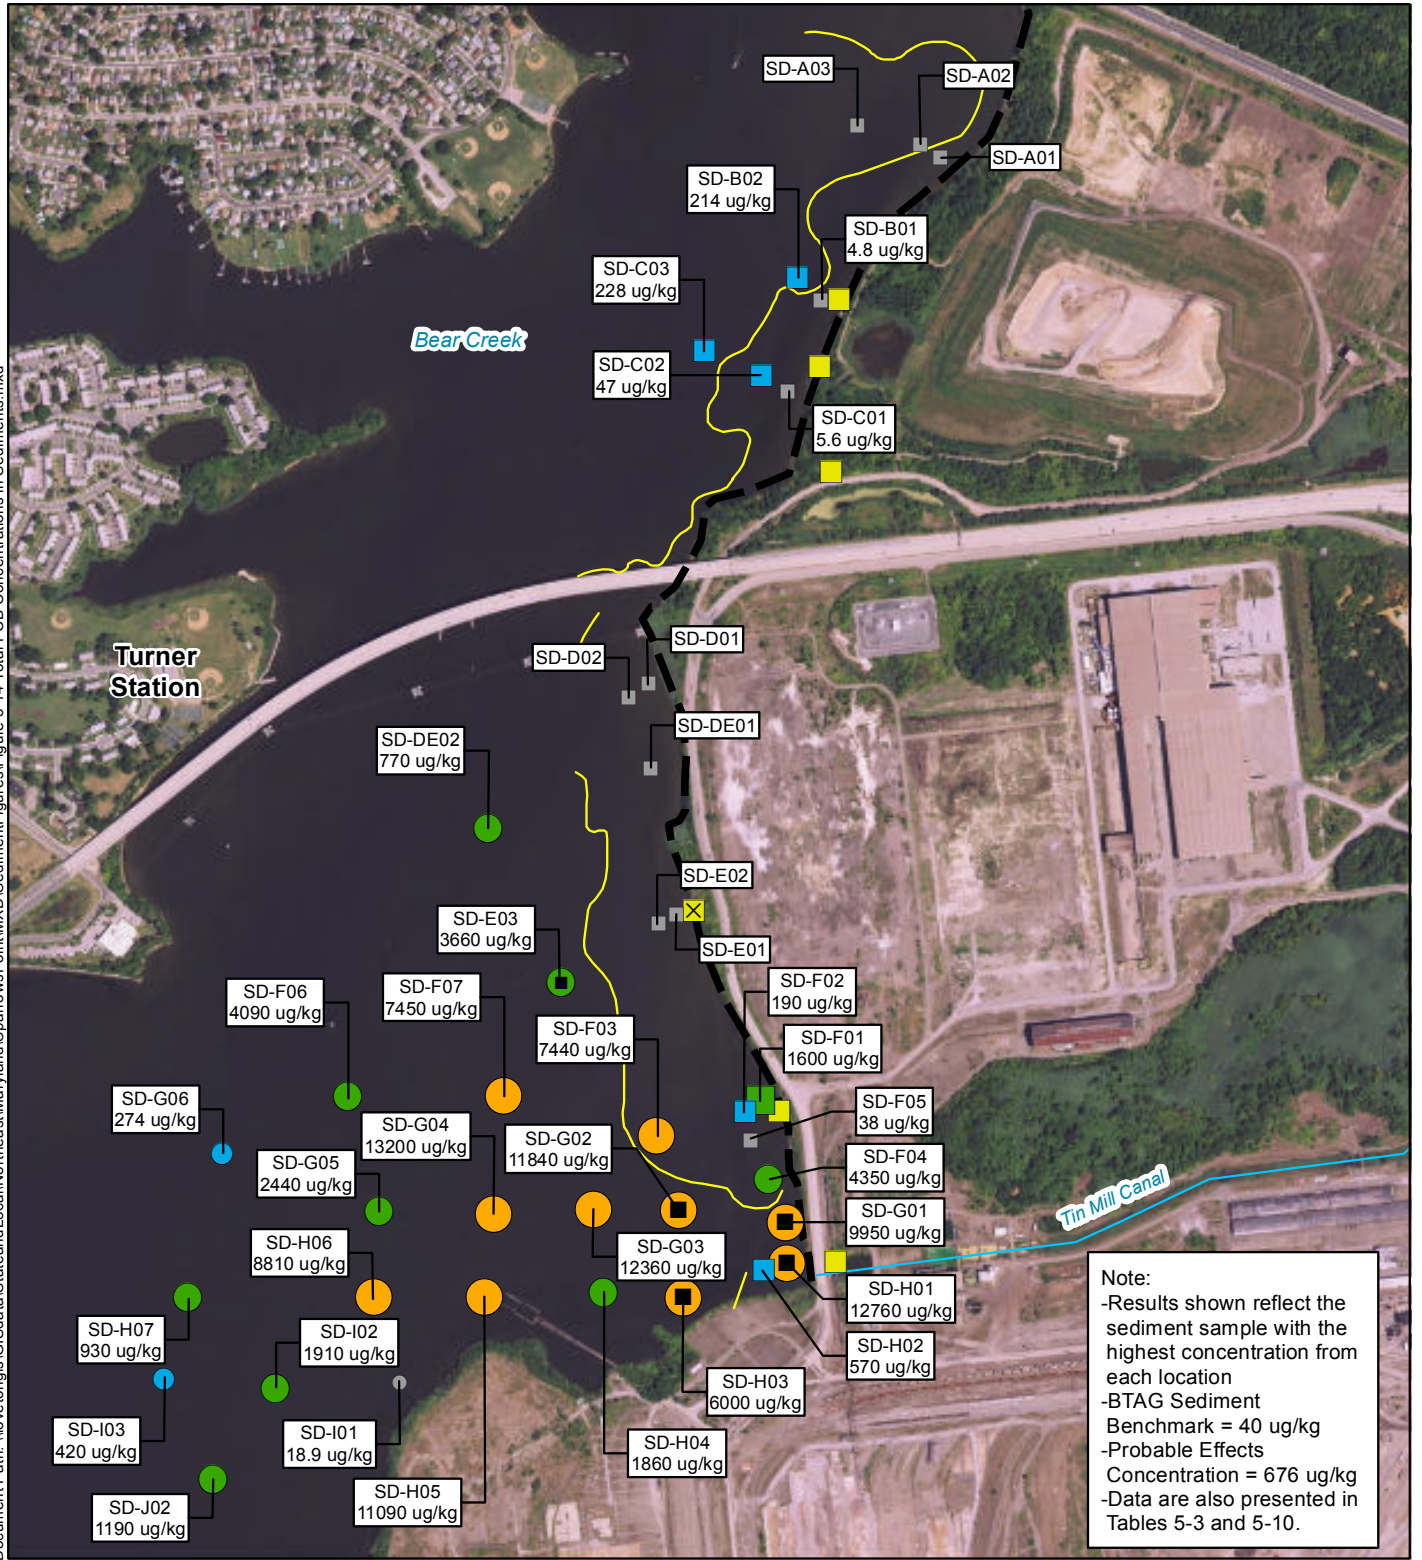 SD-A03
SD-A02
SD-A01
SD-B02
214 ug/kg
SD-B01
4.8 ug/kg
SD-C03
228 ug/kg
Bear Creek
SD-C02
47 ug/kg
SD-C01
5.6 ug/kg
SD-D01
SD-D02
Turner
Station
SD-DE01
SD-DE02
770 ug/kg
SD-E02
SD-E03
3660 ug/kg
SD-E01
SD-F02
190 ug/kg
SD-F06
4090 ug/kg
SD-F07
7450 ug/kg
SD-F03
7440 ug/kg
SD-F01
1600 ug/kg
SD-G06
274 ug/kg
SD-F05
38 ug/kg
SD-G04
13200 ug/kg
SD-G02
11840 ug/kg
SD-G05
2440 ug/kg
SD-F04
4350 ug/kg
Tin Mill Canal
SD-G01
9950 ug/kg
SD-H06
8810 ug/kg
SD-G03
12360 ug/kg
SD-H01
12760 ug/kg
SD-H07
930 ug/kg
SD-I02
1910 ug/kg
SD-H02
570 ug/kg
SD-H03
6000 ug/kg
SD-I03
420 ug/kg
SD-I01
18.9 ug/kg
SD-H04
1860 ug/kg
SD-J02
1190 ug/kg
SD-H05
11090 ug/kg
Note:
-Results shown reflect the
sediment sample with the
highest concentration from
each location
-BTAG Sediment
Benchmark = 40 ug/kg
-Probable Effects
Concentration = 676 ug/kg
-Data are also presented in
Tables 5-3 and 5-10.